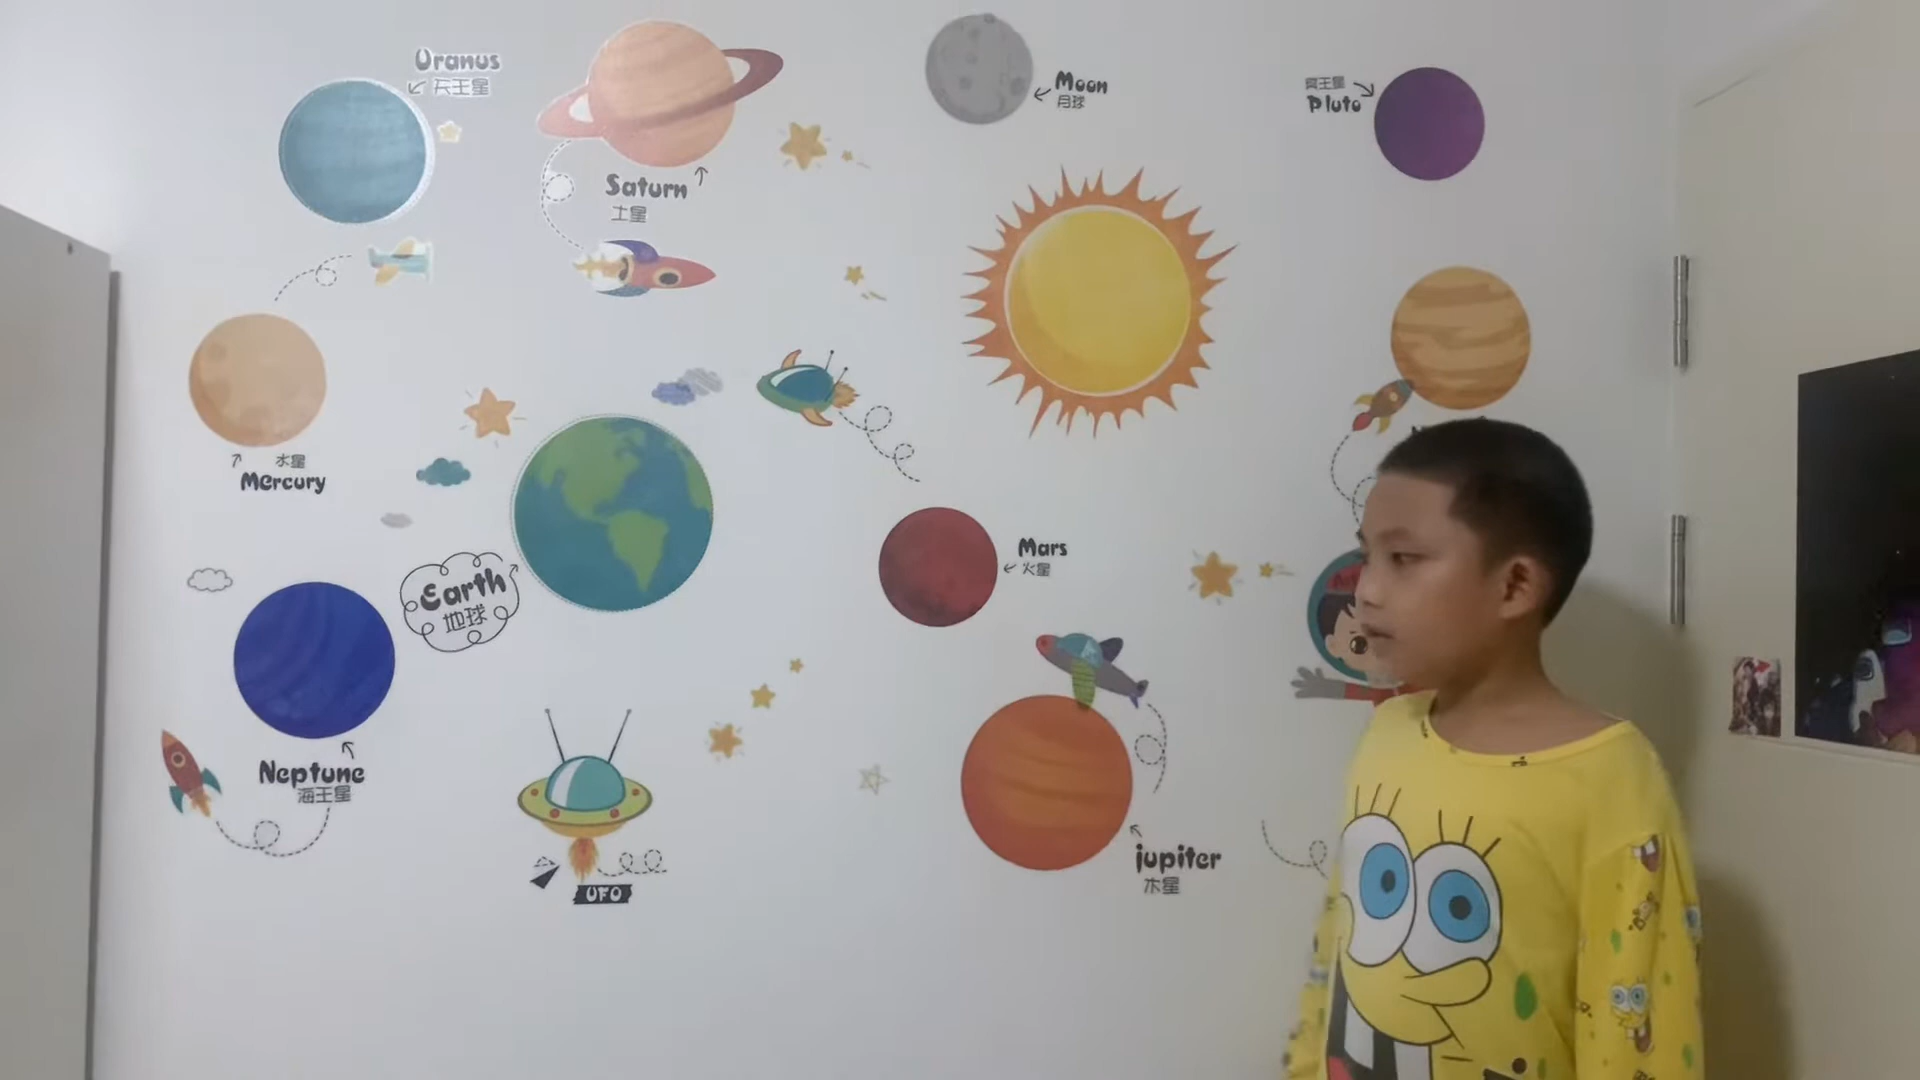 Uranus
天王星
Saturn
土星
Moon
月球
冥王星
Pluto
水星
Mercury
Earth
地球
Mars
火星
Neptune
海王星
UFO
jupiter
木星